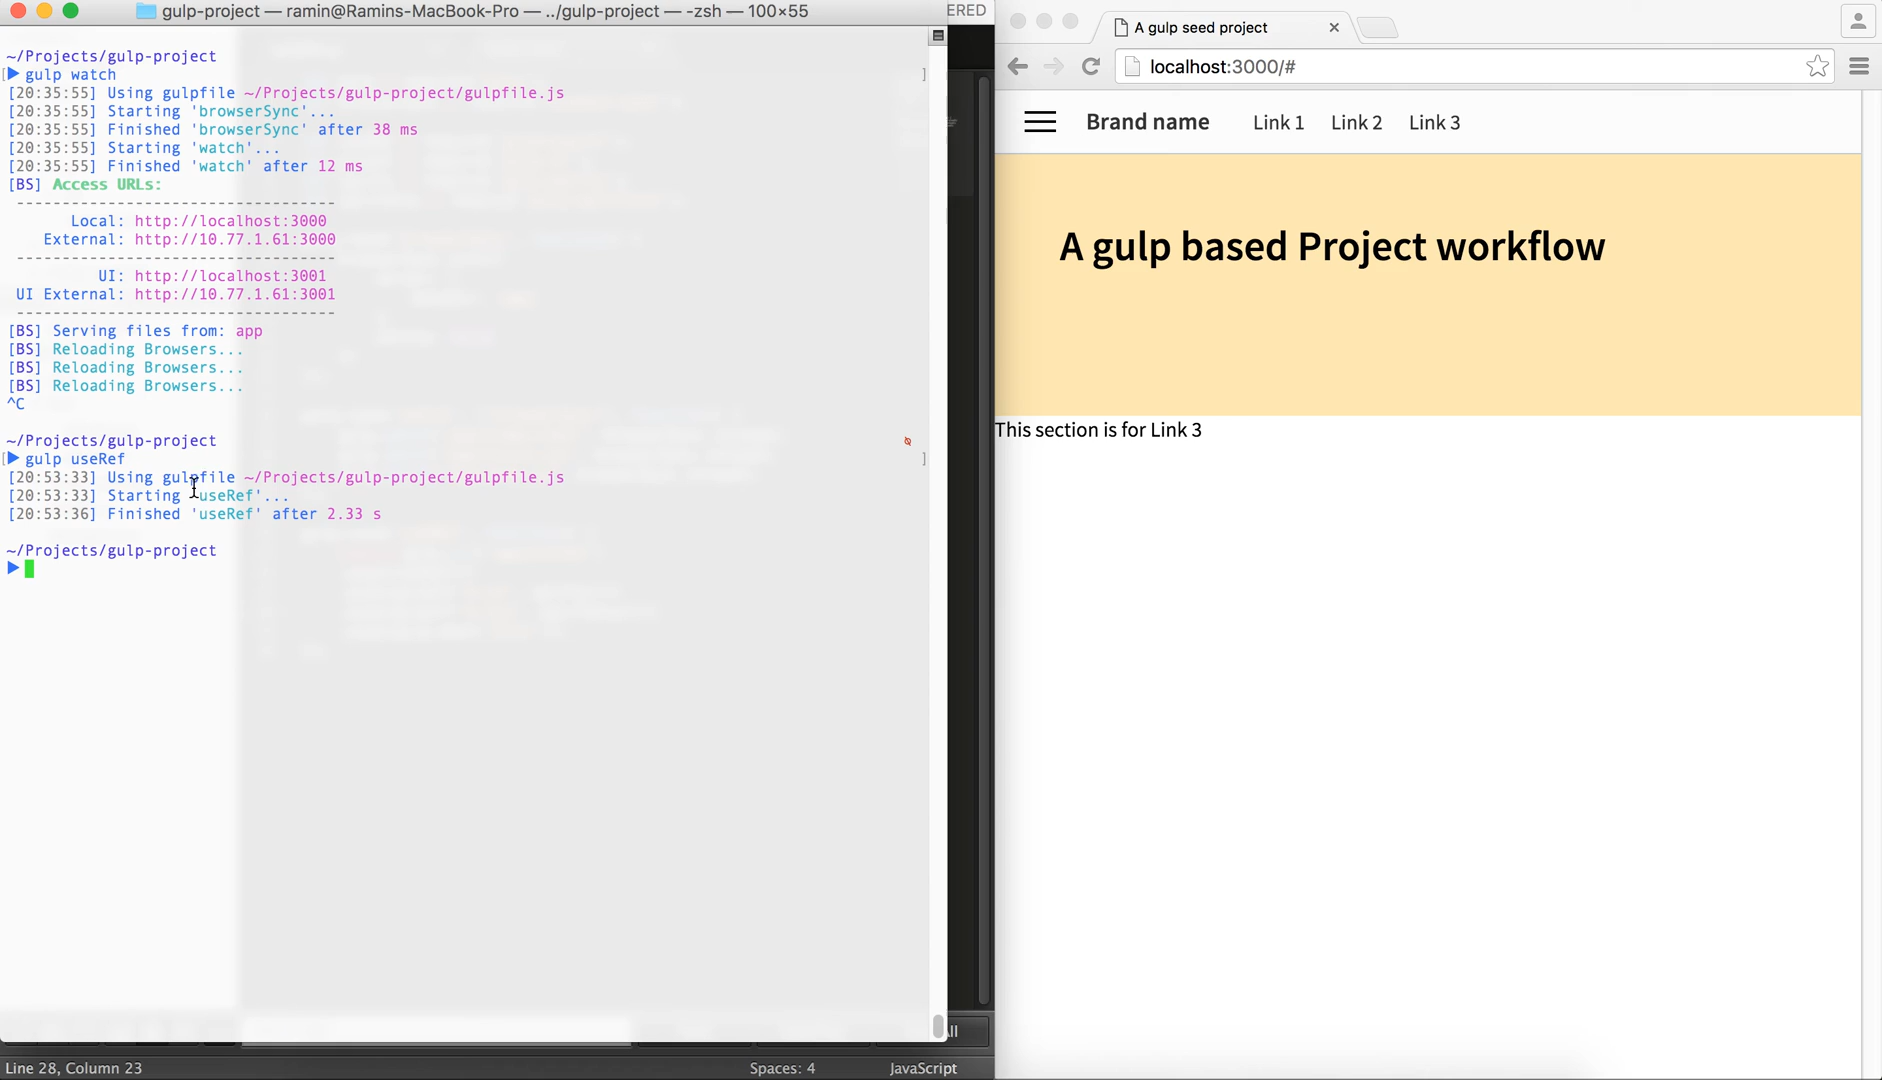 gulp-project — ramin@Ramins-MacBook-Pro — ../gulp-project — -zsh — 100×55
ERED
~/Projects/gulp-project
gulp watch
[20:35:55] Using gulpfile ~/Projects/gulp-project/gulpfile.js
[20:35:55] Starting 'browserSync'...
[20:35:55] Finished 'browserSync' after 38 ms
[20:35:55] Starting 'watch'...
[20:35:55] Finished 'watch' after 12 ms
[BS] Access URLs:
-----------------------------------
Local: http://localhost:3000
External: http://10.77.1.61:3000
-----------------------------------
UI: http://localhost:3001
UI External: http://10.77.1.61:3001
-----------------------------------
[BS] Serving files from: app
[BS] Reloading Browsers...
[BS] Reloading Browsers...
[BS] Reloading Browsers...
^C
~/Projects/gulp-project
gulp useRef
[20:53:33] Using gulpfile ~/Projects/gulp-project/gulpfile.js
[20:53:33] Starting 'useRef'...
[20:53:36] Finished 'useRef' after 2.33 s
~/Projects/gulp-project
Line 28, Column 23
Spaces: 4
JavaScript
A gulp seed project
localhost:3000/#
Brand name Link 1 Link 2 Link 3
A gulp based Project workflow
This section is for Link 3